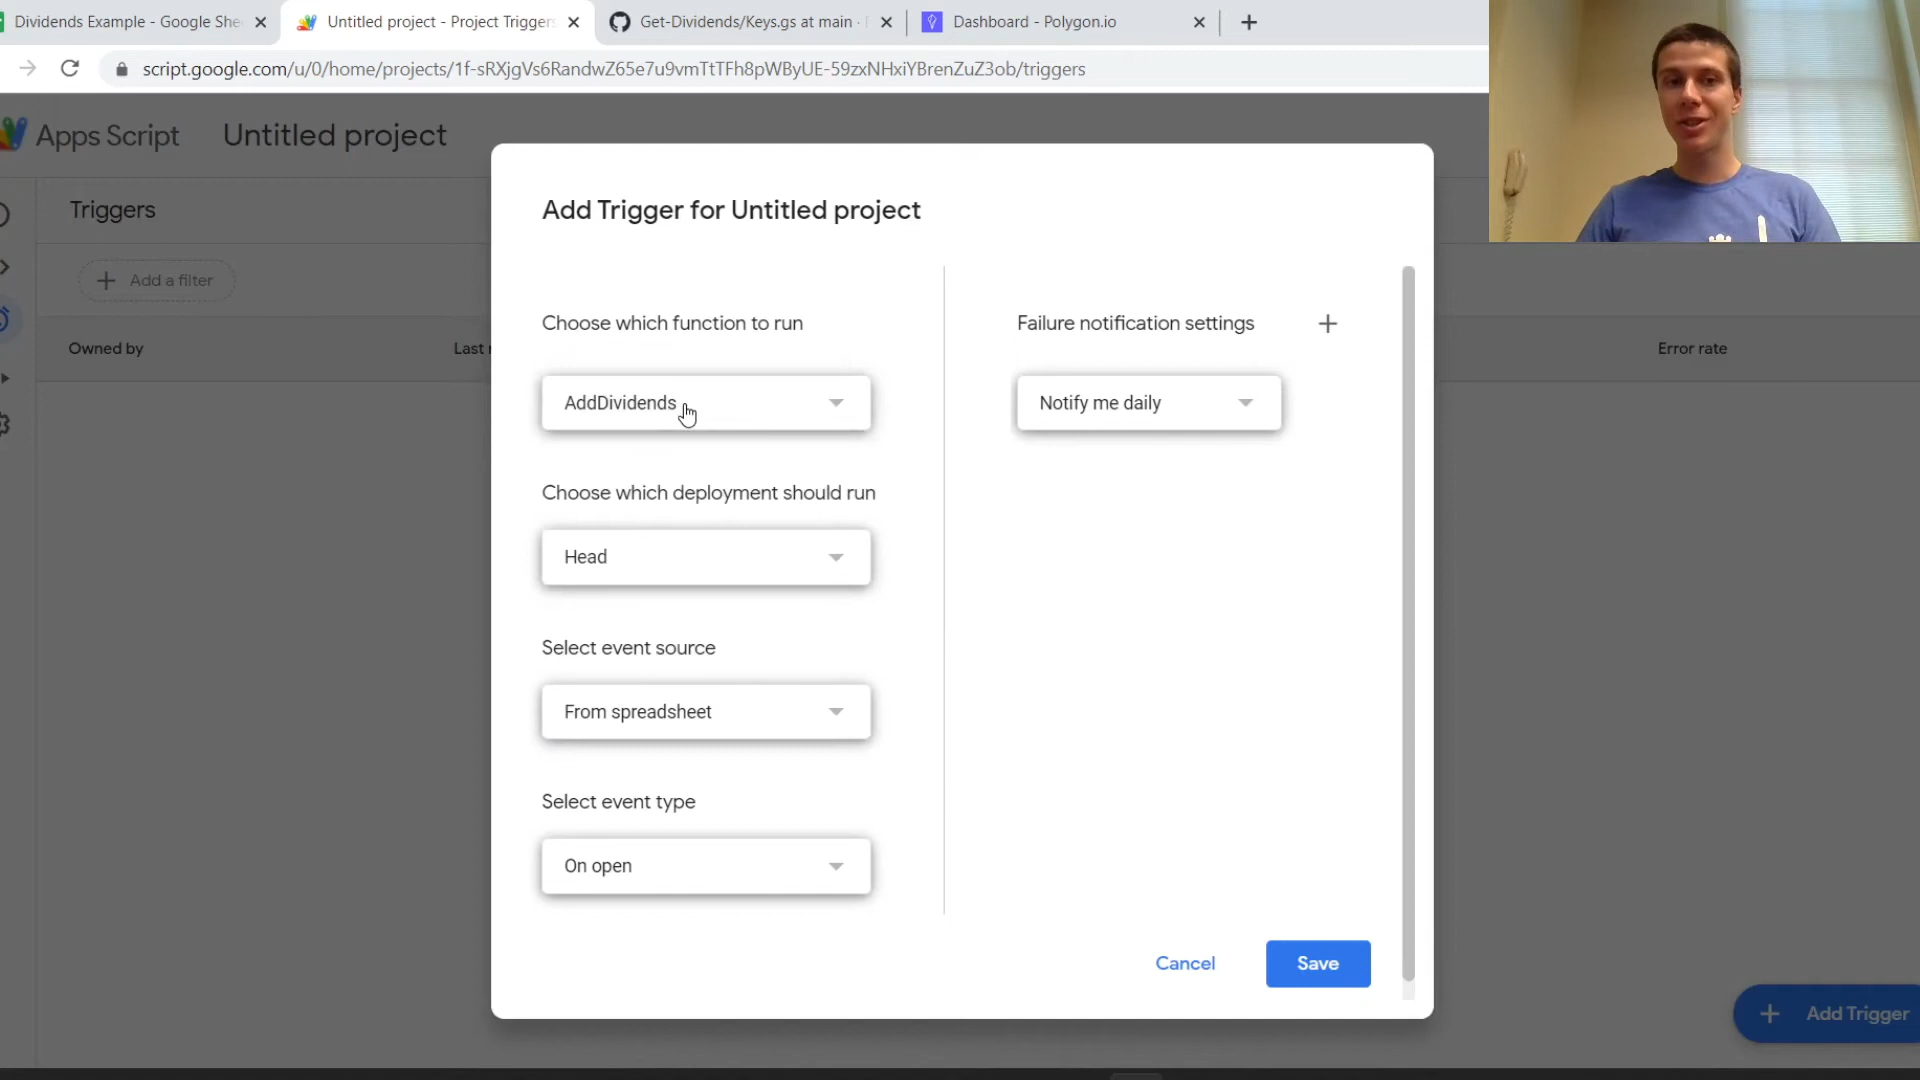 Dividends Example - Google She
Untitled project - Project Triggers
Get-Dividends/Keys.gs at main ·
Dashboard - Polygon.io
script.google.com/u/0/home/projects/1f-sRXjgVs6RandwZ65e7u9vmTtTFh8pWByUE-59zxNHxiYBrenZuZ3ob/triggers
Apps Script Untitled project
Triggers
Add a filter
Owned by
Last
Error rate
Add Trigger for Untitled project
Choose which function to run
AddDividends
Choose which deployment should run
Head
Select event source
From spreadsheet
Select event type
On open
Failure notification settings
Notify me daily
Cancel
Save
Add Trigger